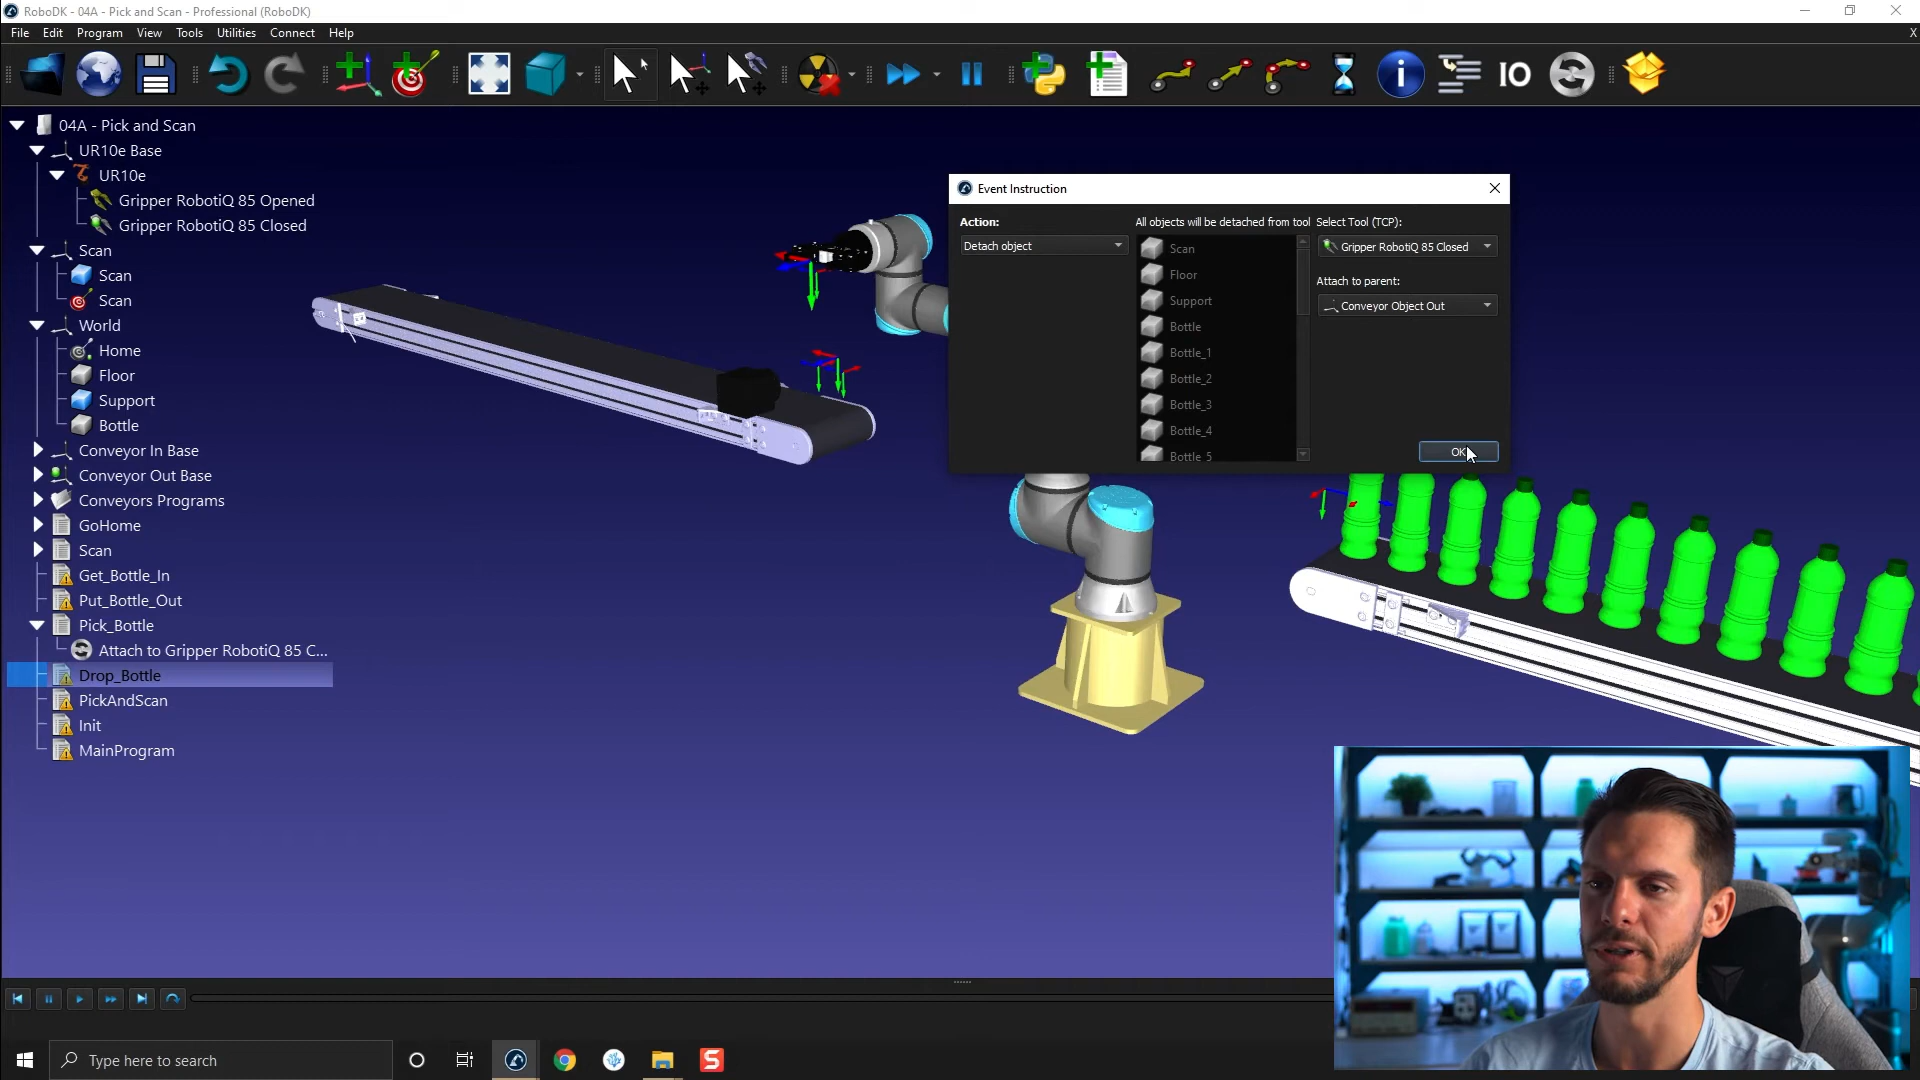 RoboDK - 04A - Pick and Scan - Professional (RoboDK)
File Edit Program View Tools Utilities Connect Help
X
IO
04A - Pick and Scan
UR10e Base
UR10e
Gripper RobotiQ 85 Opened
Gripper RobotiQ 85 Closed
Scan
Scan
Scan
World
Home
Floor
Support
Bottle
Conveyor In Base
Conveyor Out Base
Conveyors Programs
GoHome
Scan
Get_Bottle_In
Put_Bottle_Out
Pick_Bottle
Attach to Gripper RobotiQ 85 C...
Drop_Bottle
PickAndScan
Init
MainProgram
Event Instruction
Action:
Detach object
All objects will be detached from tool
Scan
Floor
Support
Bottle
Bottle_1
Bottle_2
Bottle_3
Bottle_4
Bottle_5
Select Tool (TCP):
Gripper RobotiQ 85 Closed
Attach to parent:
Conveyor Object Out
OK
Type here to search
S